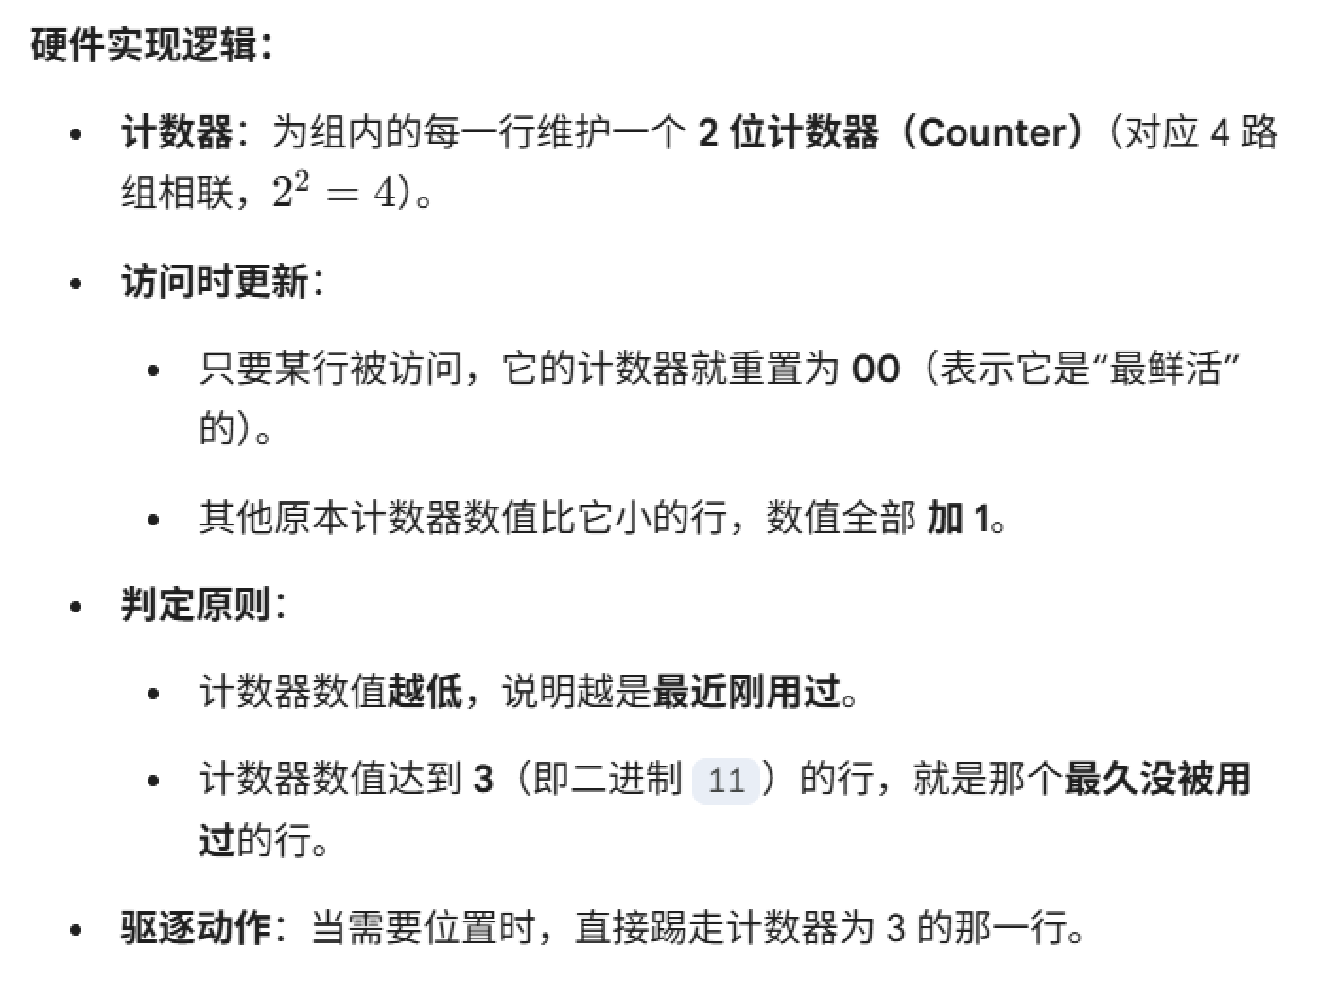 硬件实现逻辑：
• 计数器：为组内的每一行维护一个 2 位计数器（Counter）（对应 4 路
组相联，2² = 4）。
• 访问时更新：
• 只要某行被访问，它的计数器就重置为 00（表示它是“最鲜活”
的）。
• 其他原本计数器数值比它小的行，数值全部 加 1。
• 判定原则：
• 计数器数值越低，说明越是最近刚用过。
• 计数器数值达到 3（即二进制 11）的行，就是那个最久没被用
过的行。
• 驱逐动作：当需要位置时，直接踢走计数器为 3 的那一行。